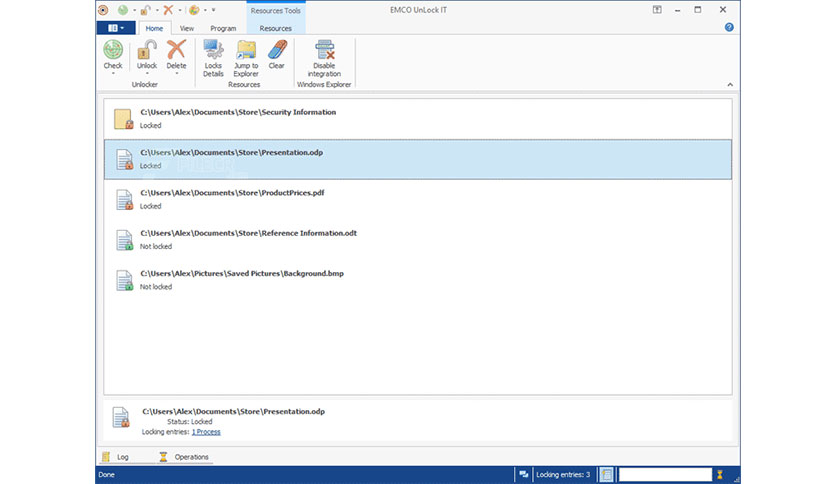 Resources Tools
EMCO UnLock IT
Home
View
Program
Resources
Check
Unlock
Delete
Locks Details
Jump to Explorer
Clear
Disable integration
Unlocker
Resources
Windows Explorer
C:\Users\Alex\Documents\Store\Security Information
Locked
C:\Users\Alex\Documents\Store\Presentation.odp
Locked
C:\Users\Alex\Documents\Store\ProductPrices.pdf
Locked
C:\Users\Alex\Documents\Store\Reference Information.odt
Not locked
C:\Users\Alex\Pictures\Saved Pictures\Background.bmp
Not locked
C:\Users\Alex\Documents\Store\Presentation.odp
Status: Locked
Locking entries: 1 Process
Log
Operations
Done
Locking entries: 3